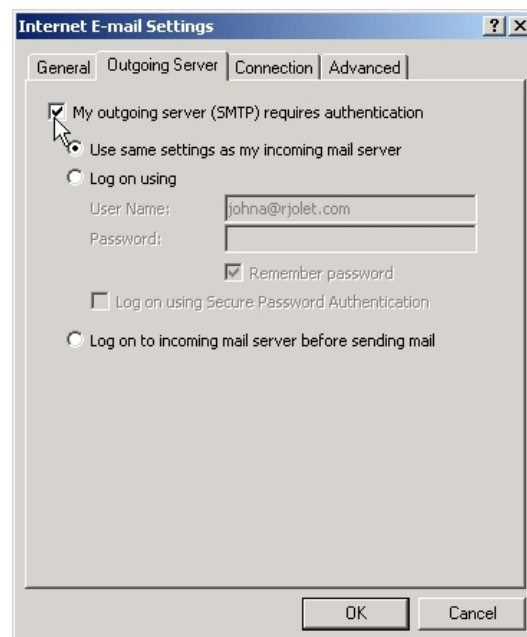 Internet E-mail Settings
General Outgoing Server Connection Advanced
My outgoing server (SMTP) requires authentication
Use same settings as my incoming mail server
Log on using
User Name: johna@rjolet.com
Password:
Remember password
Log on using Secure Password Authentication
Log on to incoming mail server before sending mail
OK Cancel